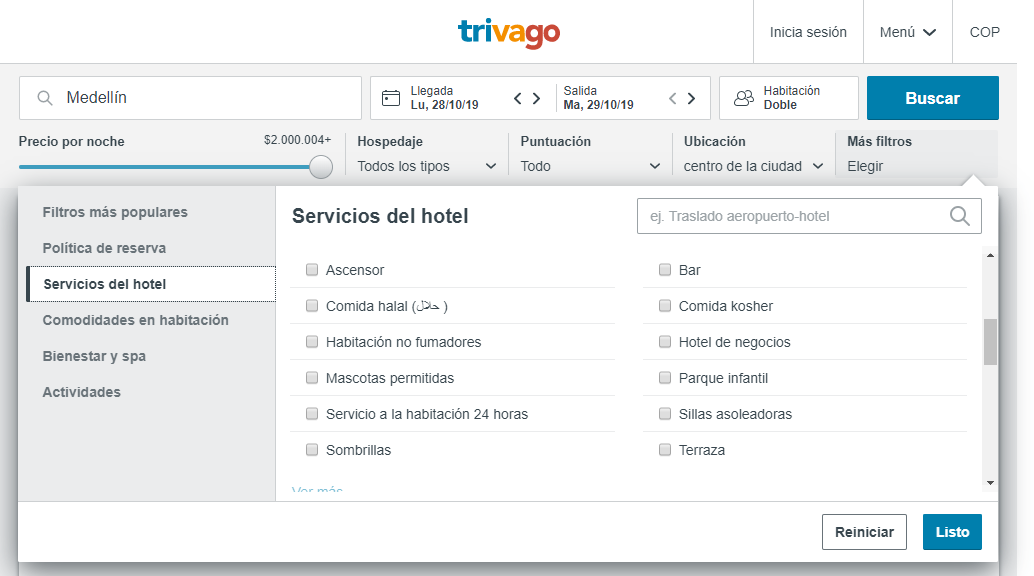 trivago
Inicia sesión
Menú
COP
Medellín
Llegada
Lu, 28/10/19
Salida
Ma, 29/10/19
Habitación
Doble
Buscar
Precio por noche
$2.000.004+
Hospedaje
Todos los tipos
Puntuación
Todo
Ubicación
centro de la ciudad
Más filtros
Elegir
Filtros más populares
Política de reserva
Servicios del hotel
Comodidades en habitación
Bienestar y spa
Actividades
Servicios del hotel
ej. Traslado aeropuerto-hotel
Ascensor
Bar
Comida halal (حلال )
Comida kosher
Habitación no fumadores
Hotel de negocios
Mascotas permitidas
Parque infantil
Servicio a la habitación 24 horas
Sillas asoleadoras
Sombrillas
Terraza
Ver más
Reiniciar
Listo